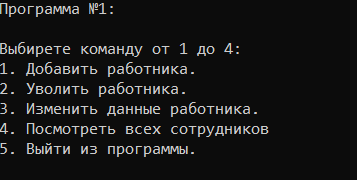 Программа №1:
Выбирете команду от 1 до 4:
1. Добавить работника.
2. Уволить работника.
3. Изменить данные работника.
4. Посмотреть всех сотрудников
5. Выйти из программы.